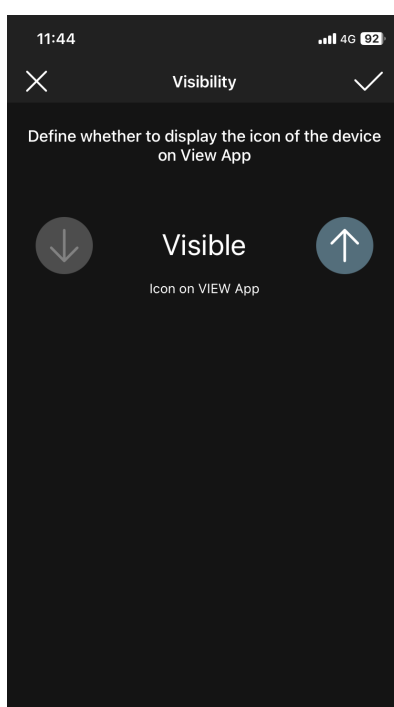 11:44
4G 92
Visibility
Define whether to display the icon of the device
on View App
Visible
Icon on VIEW App